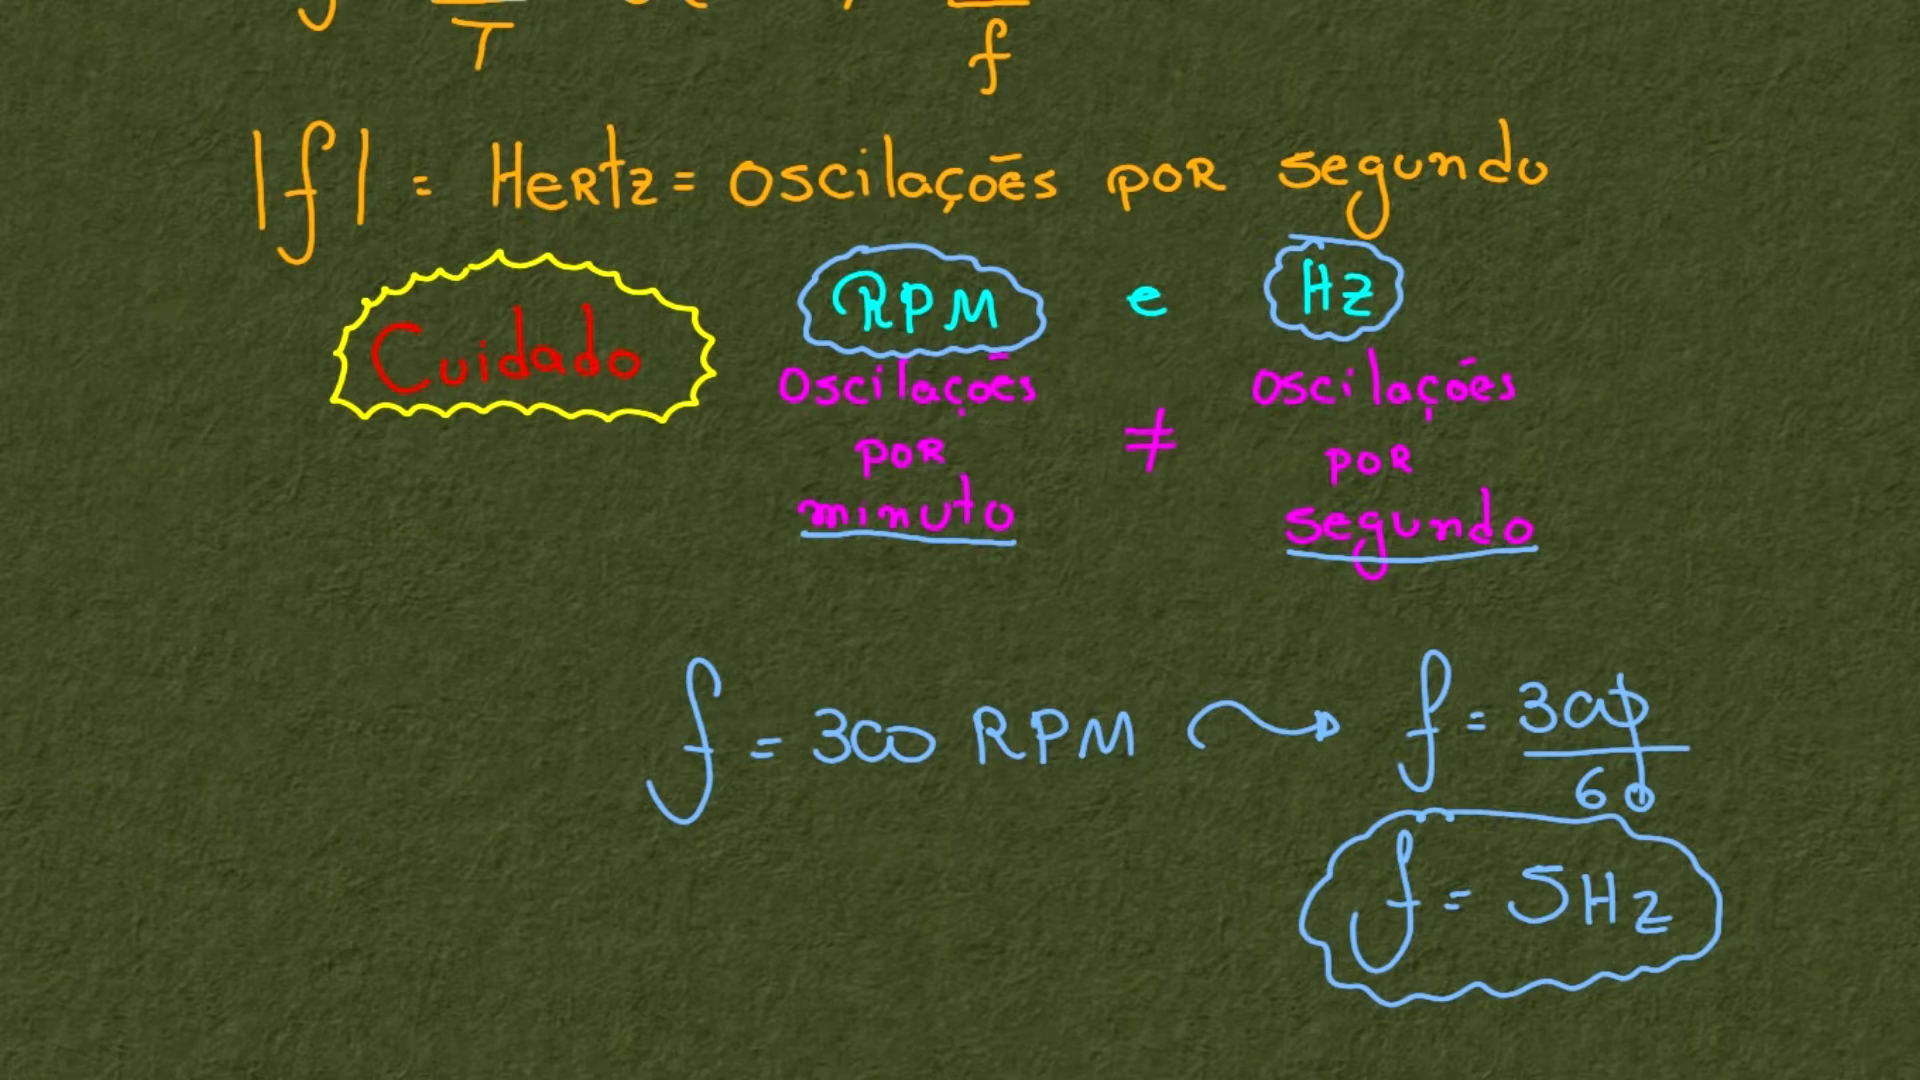 T f
|f| = Hertz = oscilações por segundo
Cuidado RPM e Hz
oscilações por minuto ≠ oscilações por segundo
f = 300 RPM → f = 300/60
f = 5Hz